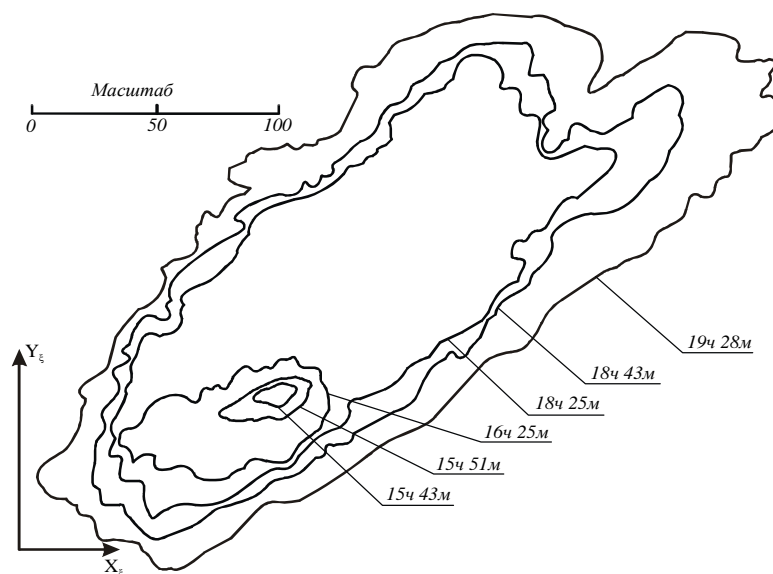 Масштаб
0 50 100
Yξ
19ч 28м
18ч 43м
18ч 25м
16ч 25м
15ч 51м
15ч 43м
Xξ